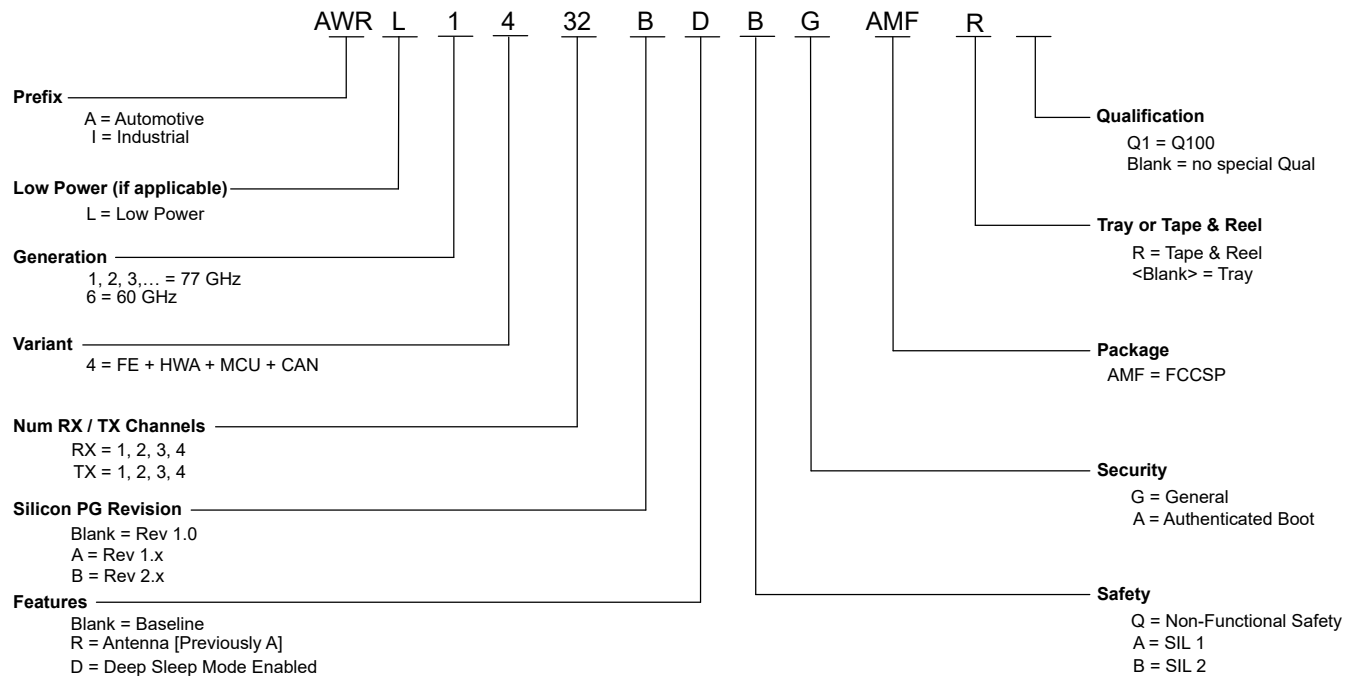 AWR L 1 4 32 B D B G AMF R
Prefix
A = Automotive
I = Industrial
Low Power (if applicable)
L = Low Power
Generation
1, 2, 3,… = 77 GHz
6 = 60 GHz
Variant
4 = FE + HWA + MCU + CAN
Num RX / TX Channels
RX = 1, 2, 3, 4
TX = 1, 2, 3, 4
Silicon PG Revision
Blank = Rev 1.0
A = Rev 1.x
B = Rev 2.x
Features
Blank = Baseline
R = Antenna [Previously A]
D = Deep Sleep Mode Enabled
Qualification
Q1 = Q100
Blank = no special Qual
Tray or Tape & Reel
R = Tape & Reel
<Blank> = Tray
Package
AMF = FCCSP
Security
G = General
A = Authenticated Boot
Safety
Q = Non-Functional Safety
A = SIL 1
B = SIL 2